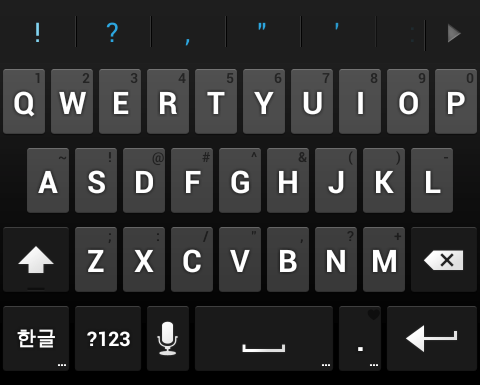 ! ? , " ' :
1 2 3 4 5 6 7 8 9 0
Q W E R T Y U I O P
~ ! @ # ^ & ( ) -
A S D F G H J K L
; : / " , ? +
Z X C V B N M
한글 ... ?123 ... . ...